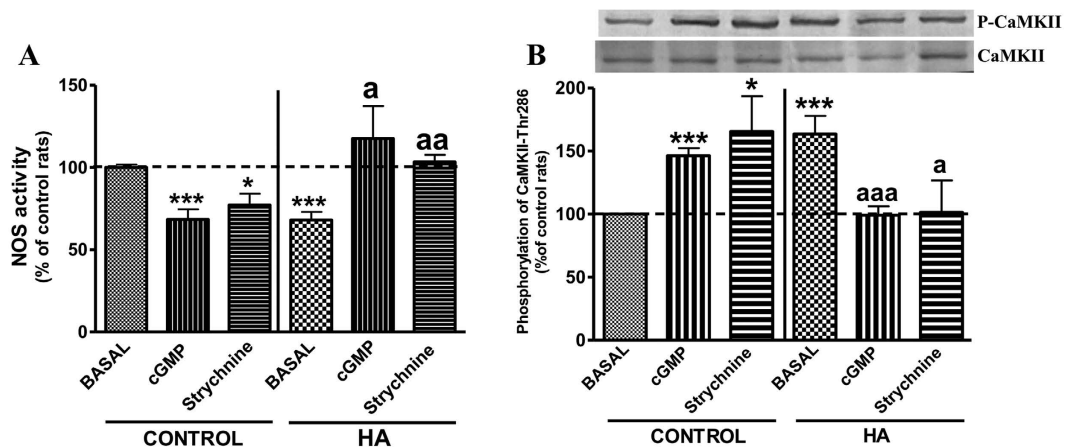 A
NOS activity
(% of control rats)
150
100
50
0
***
*
***
a
aa
BASAL
cGMP
Strychnine
BASAL
cGMP
Strychnine
CONTROL
HA
B
P-CaMKII
CaMKII
Phosphorylation of CaMKII-Thr286
(%of control rats)
200
150
100
50
0
***
*
***
aaa
a
BASAL
cGMP
Strychnine
BASAL
cGMP
Strychnine
CONTROL
HA